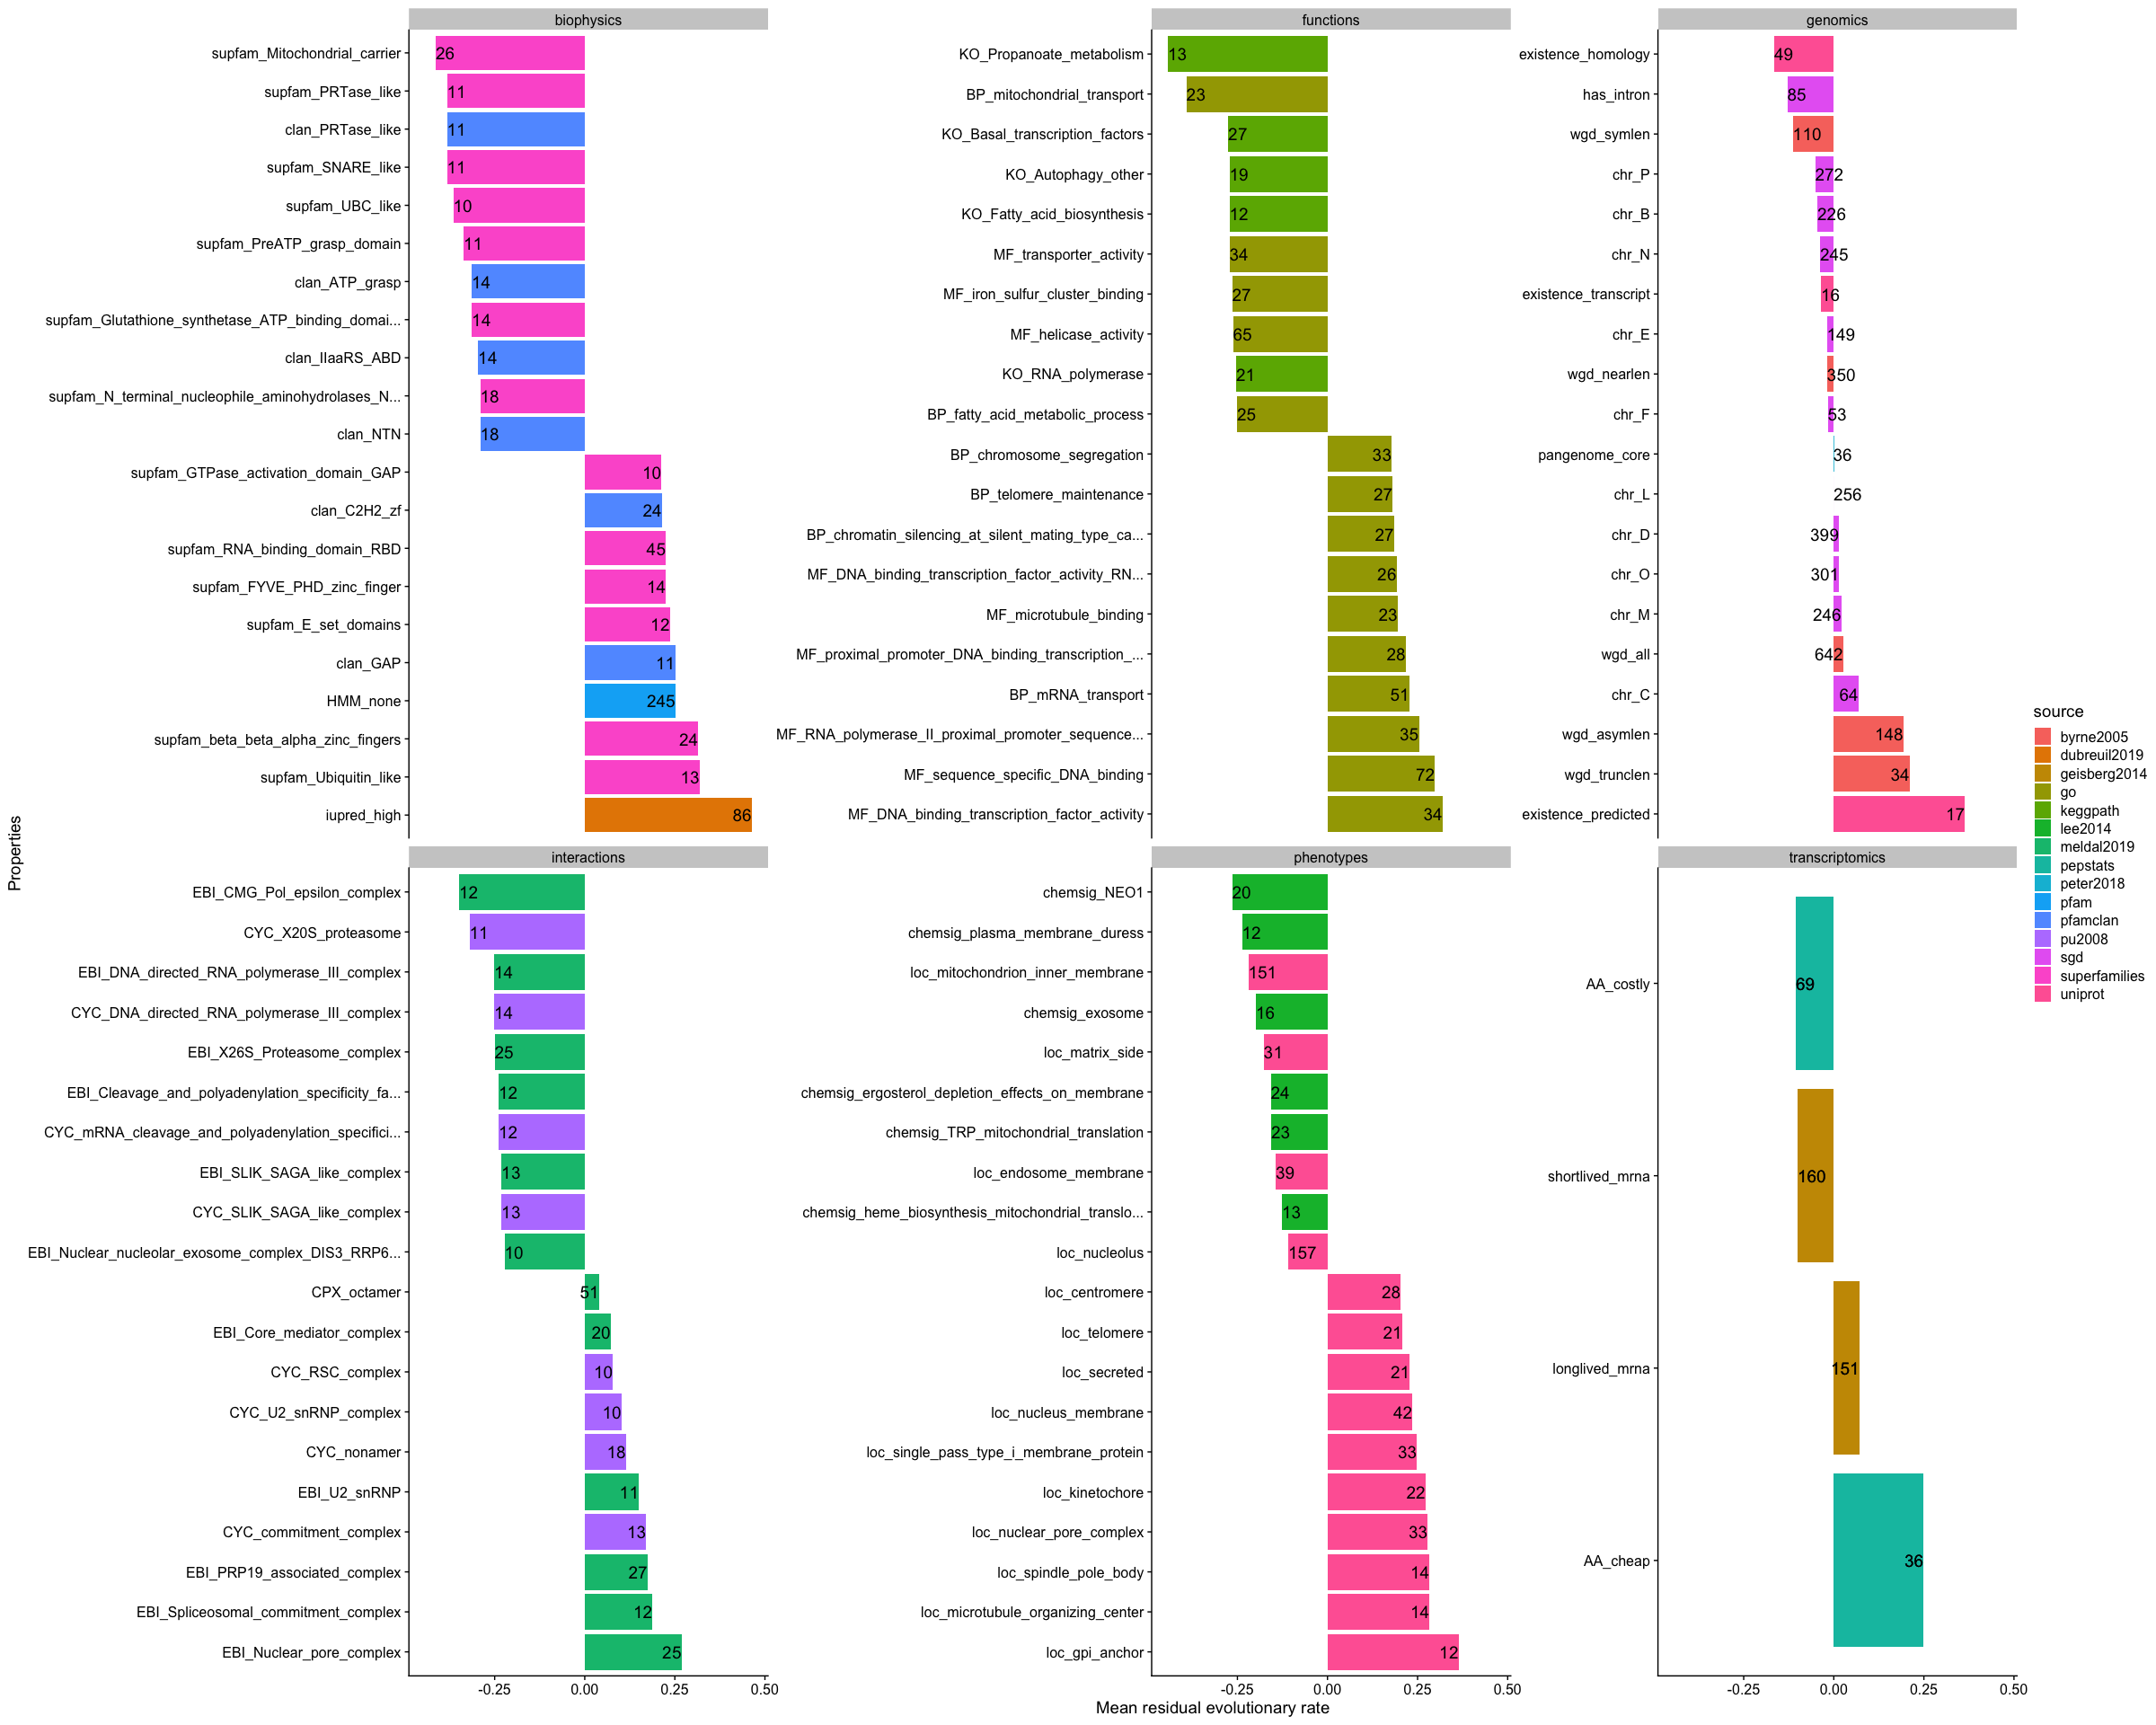 Properties
biophysics
supfam_Mitochondrial_carrier 26
supfam_PRTase_like 11
clan_PRTase_like 11
supfam_SNARE_like 11
supfam_UBC_like 10
supfam_PreATP_grasp_domain 11
clan_ATP_grasp 14
supfam_Glutathione_synthetase_ATP_binding_domai... 14
clan_IIaaRS_ABD 14
supfam_N_terminal_nucleophile_aminohydrolases_N... 18
clan_NTN 18
supfam_GTPase_activation_domain_GAP 10
clan_C2H2_zf 24
supfam_RNA_binding_domain_RBD 45
supfam_FYVE_PHD_zinc_finger 14
supfam_E_set_domains 12
clan_GAP 11
HMM_none 245
supfam_beta_beta_alpha_zinc_fingers 24
supfam_Ubiquitin_like 13
iupred_high 86
functions
KO_Propanoate_metabolism 13
BP_mitochondrial_transport 23
KO_Basal_transcription_factors 27
KO_Autophagy_other 19
KO_Fatty_acid_biosynthesis 12
MF_transporter_activity 34
MF_iron_sulfur_cluster_binding 27
MF_helicase_activity 65
KO_RNA_polymerase 21
BP_fatty_acid_metabolic_process 25
BP_chromosome_segregation 33
BP_telomere_maintenance 27
BP_chromatin_silencing_at_silent_mating_type_ca... 27
MF_DNA_binding_transcription_factor_activity_RN... 26
MF_microtubule_binding 23
MF_proximal_promoter_DNA_binding_transcription_... 28
BP_mRNA_transport 51
MF_RNA_polymerase_II_proximal_promoter_sequence... 35
MF_sequence_specific_DNA_binding 72
MF_DNA_binding_transcription_factor_activity 34
genomics
existence_homology 49
has_intron 85
wgd_symlen 110
chr_P 272
chr_B 226
chr_N 245
existence_transcript 16
chr_E 149
wgd_nearlen 350
chr_F 53
pangenome_core 36
chr_L 256
chr_D 399
chr_O 301
chr_M 246
wgd_all 642
chr_C 64
wgd_asymlen 148
wgd_trunclen 34
existence_predicted 17
interactions
EBI_CMG_Pol_epsilon_complex 12
CYC_X20S_proteasome 11
EBI_DNA_directed_RNA_polymerase_III_complex 14
CYC_DNA_directed_RNA_polymerase_III_complex 14
EBI_X26S_Proteasome_complex 25
EBI_Cleavage_and_polyadenylation_specificity_fa... 12
CYC_mRNA_cleavage_and_polyadenylation_specifici... 12
EBI_SLIK_SAGA_like_complex 13
CYC_SLIK_SAGA_like_complex 13
EBI_Nuclear_nucleolar_exosome_complex_DIS3_RRP6... 10
CPX_octamer 51
EBI_Core_mediator_complex 20
CYC_RSC_complex 10
CYC_U2_snRNP_complex 10
CYC_nonamer 18
EBI_U2_snRNP 11
CYC_commitment_complex 13
EBI_PRP19_associated_complex 27
EBI_Spliceosomal_commitment_complex 12
EBI_Nuclear_pore_complex 25
-0.25 0.00 0.25 0.50
phenotypes
chemsig_NEO1 20
chemsig_plasma_membrane_duress 12
loc_mitochondrion_inner_membrane 151
chemsig_exosome 16
loc_matrix_side 31
chemsig_ergosterol_depletion_effects_on_membrane 24
chemsig_TRP_mitochondrial_translation 23
loc_endosome_membrane 39
chemsig_heme_biosynthesis_mitochondrial_translo... 13
loc_nucleolus 157
loc_centromere 28
loc_telomere 21
loc_secreted 21
loc_nucleus_membrane 42
loc_single_pass_type_i_membrane_protein 33
loc_kinetochore 22
loc_nuclear_pore_complex 33
loc_spindle_pole_body 14
loc_microtubule_organizing_center 14
loc_gpi_anchor 12
-0.25 0.00 0.25 0.50
transcriptomics
AA_costly 69
shortlived_mrna 160
longlived_mrna 151
AA_cheap 36
-0.25 0.00 0.25 0.50
Mean residual evolutionary rate
source
byrne2005
dubreuil2019
geisberg2014
go
keggpath
lee2014
meldal2019
pepstats
peter2018
pfam
pfamclan
pu2008
sgd
superfamilies
uniprot